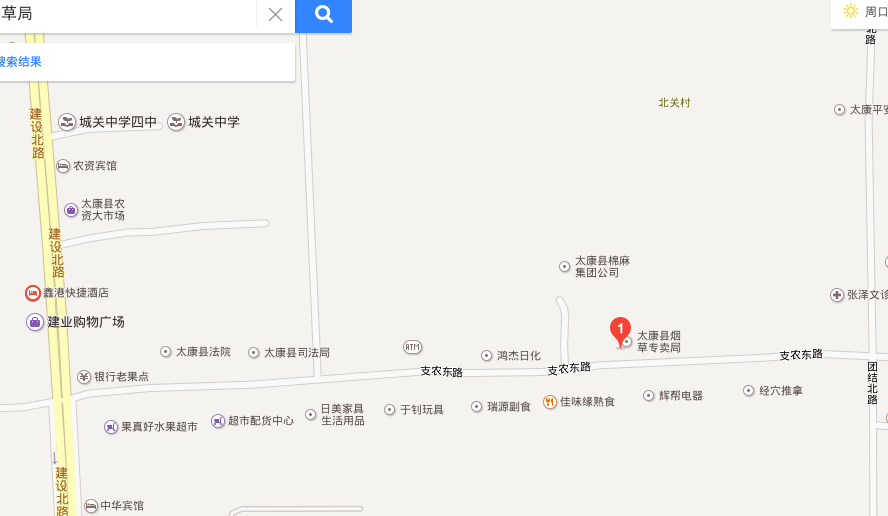 草局
周口
搜索结果
北路
建设北路
城关中学四中
城关中学
北关村
太康平安
农资宾馆
太康县农
资大市场
建设北路
太康县棉麻
集团公司
鑫港快捷酒店
张泽文诊
建业购物广场
1
太康县烟
草专卖局
太康县法院
太康县司法局
ATM
鸿杰日化
支农东路
支农东路
支农东路
银行老果点
团结北路
日美家具
生活用品
于钊玩具
瑞源副食
佳味缘熟食
辉帮电器
经穴推拿
果真好水果超市
超市配货中心
建设北路
中华宾馆